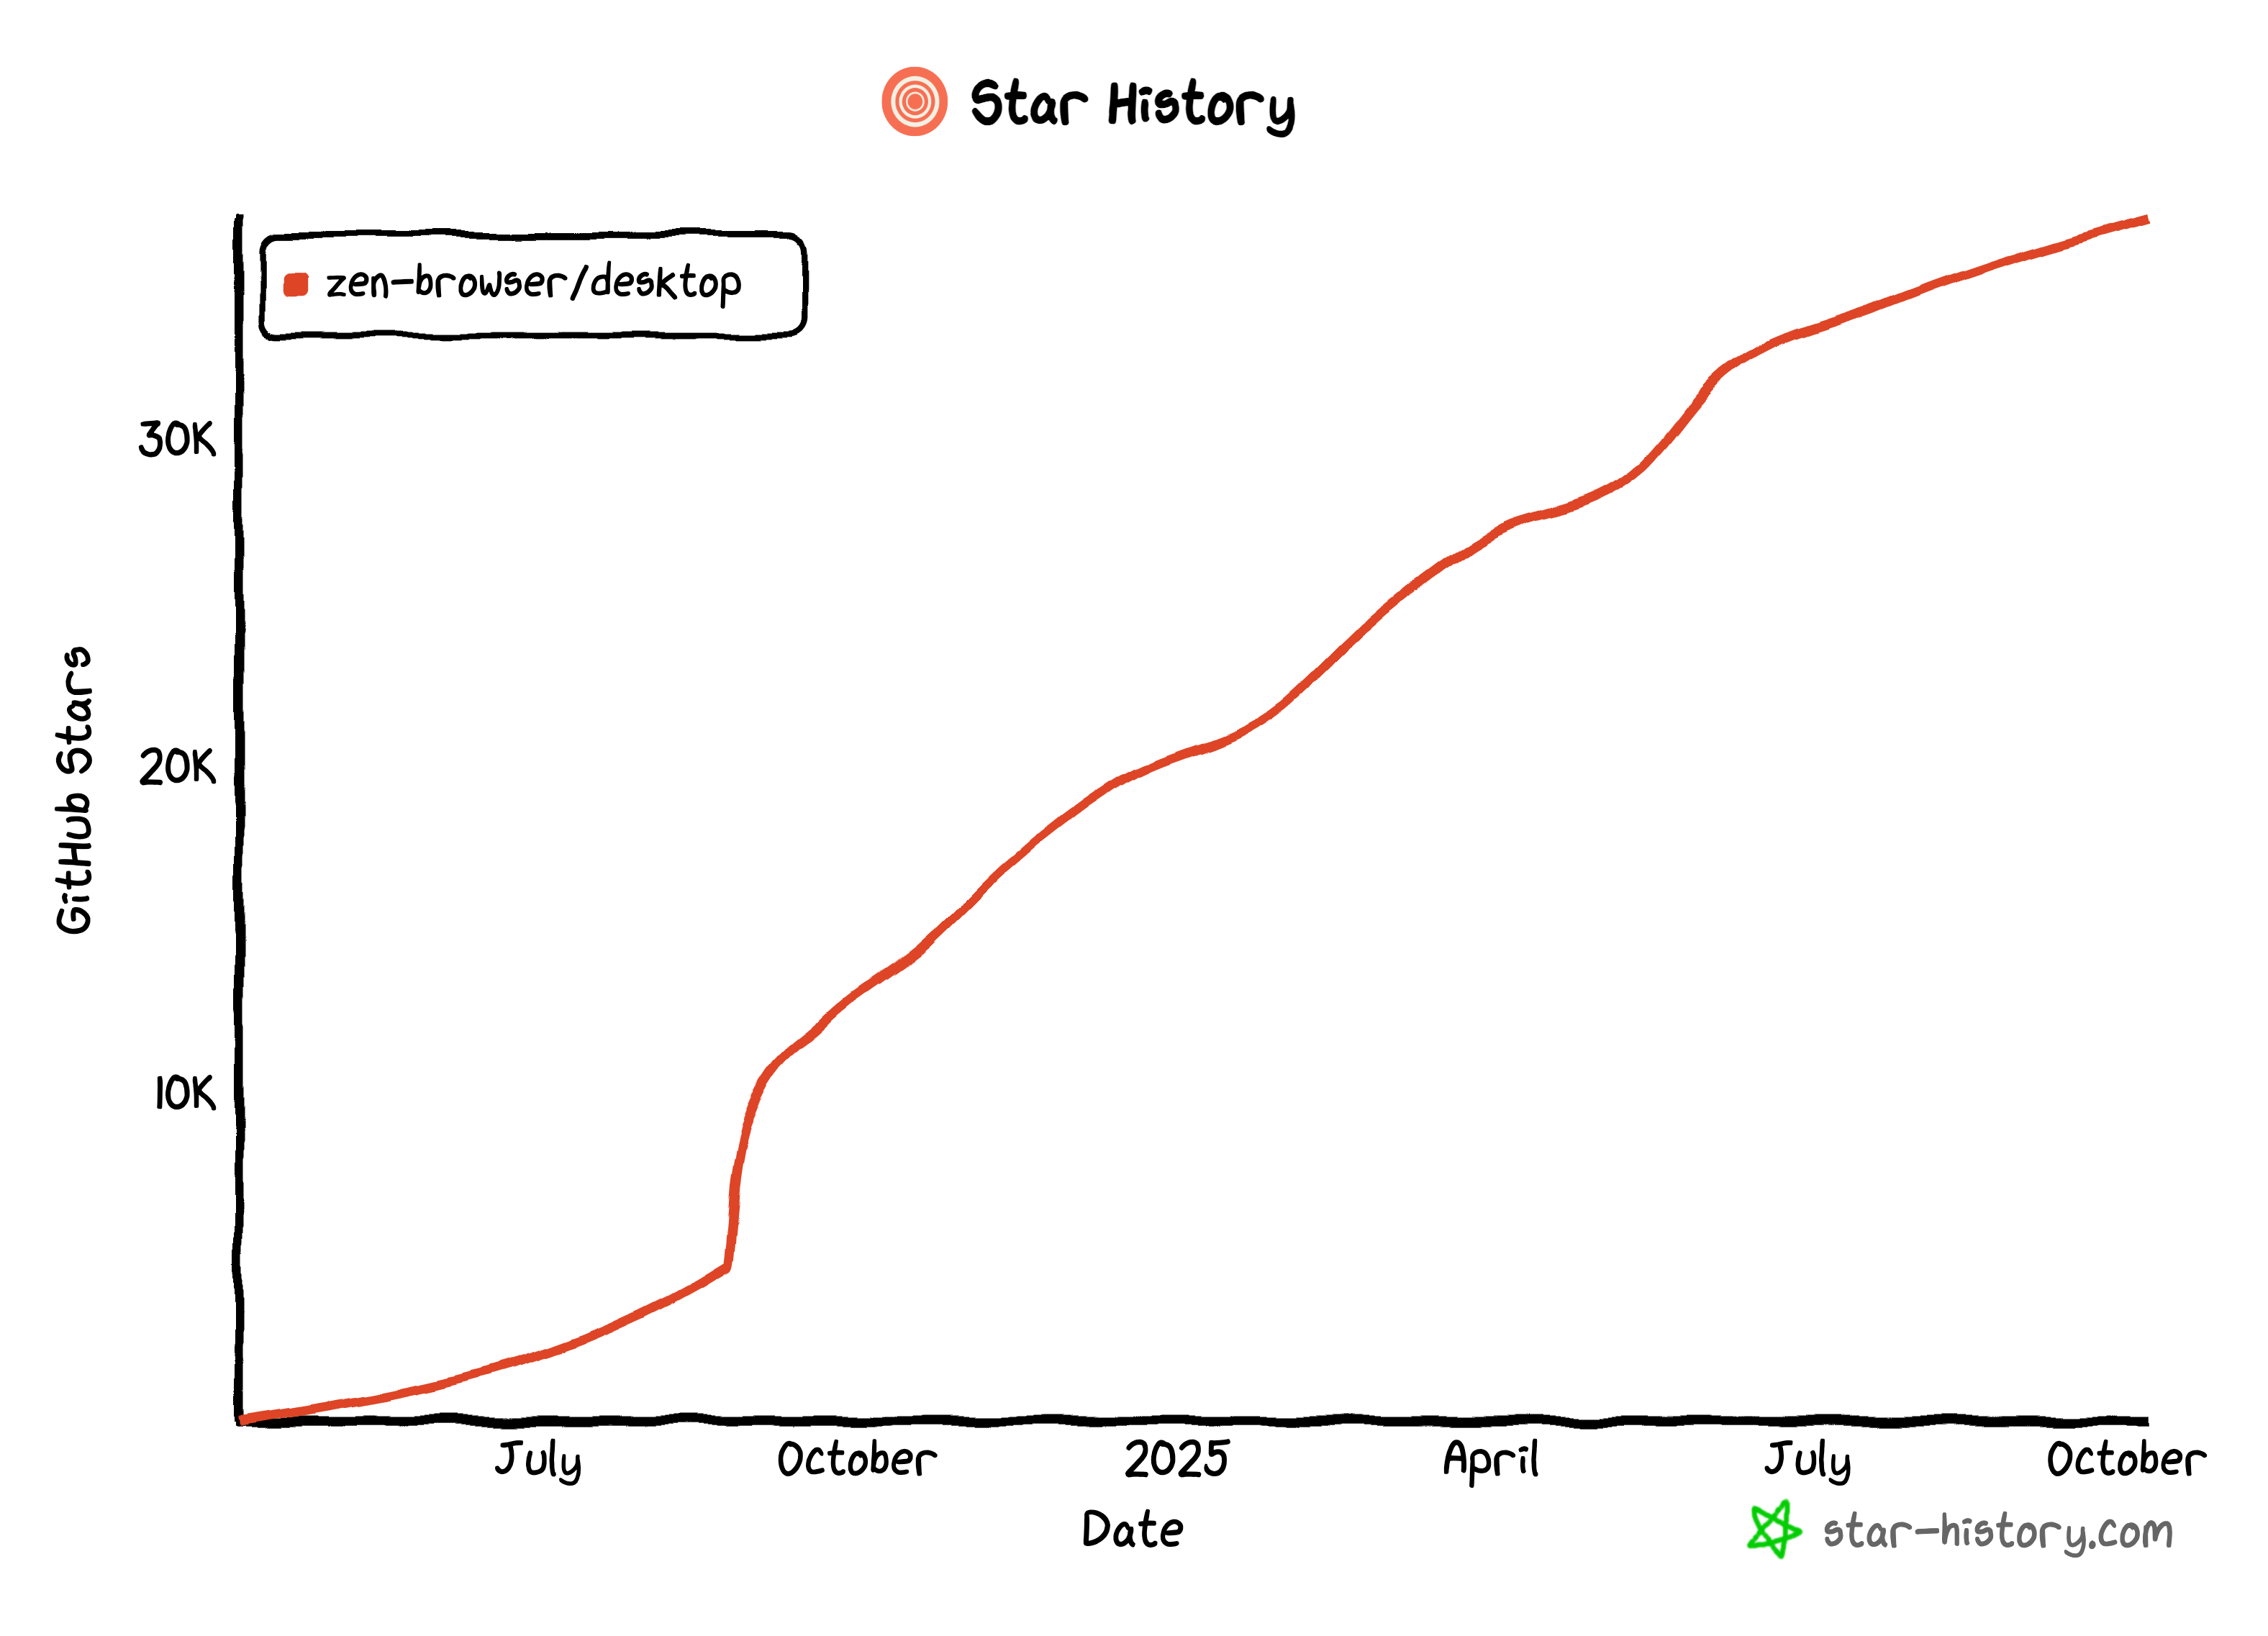 Star History
zen-browser/desktop
30K
20K
10K
GitHub Stars
July October 2025 April July October
Date
star-history.com